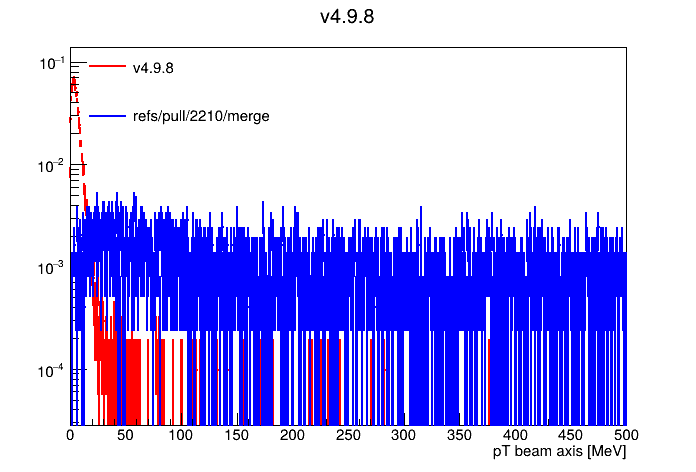 v4.9.8
v4.9.8
refs/pull/2210/merge
10⁻¹
10⁻²
10⁻³
10⁻⁴
0 50 100 150 200 250 300 350 400 450 500
pT beam axis [MeV]